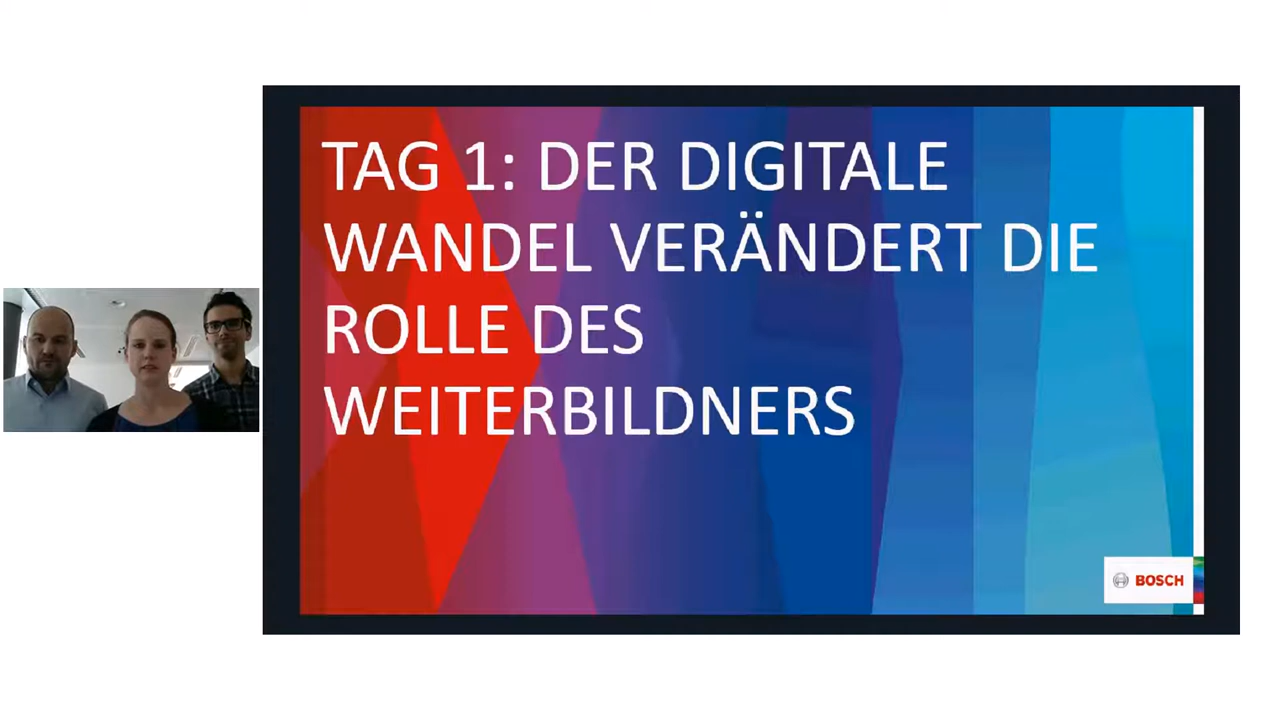 TAG 1: DER DIGITALE
WANDEL VERÄNDERT DIE
ROLLE DES
WEITERBILDNERS
BOSCH